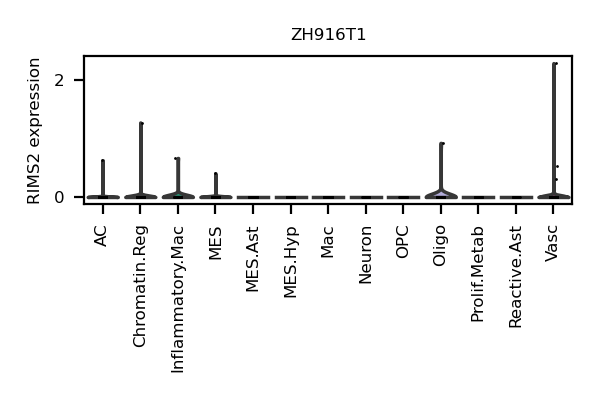 ZH916T1
RIMS2 expression
2
0
AC
Chromatin.Reg
Inflammatory.Mac
MES
MES.Ast
MES.Hyp
Mac
Neuron
OPC
Oligo
Prolif.Metab
Reactive.Ast
Vasc